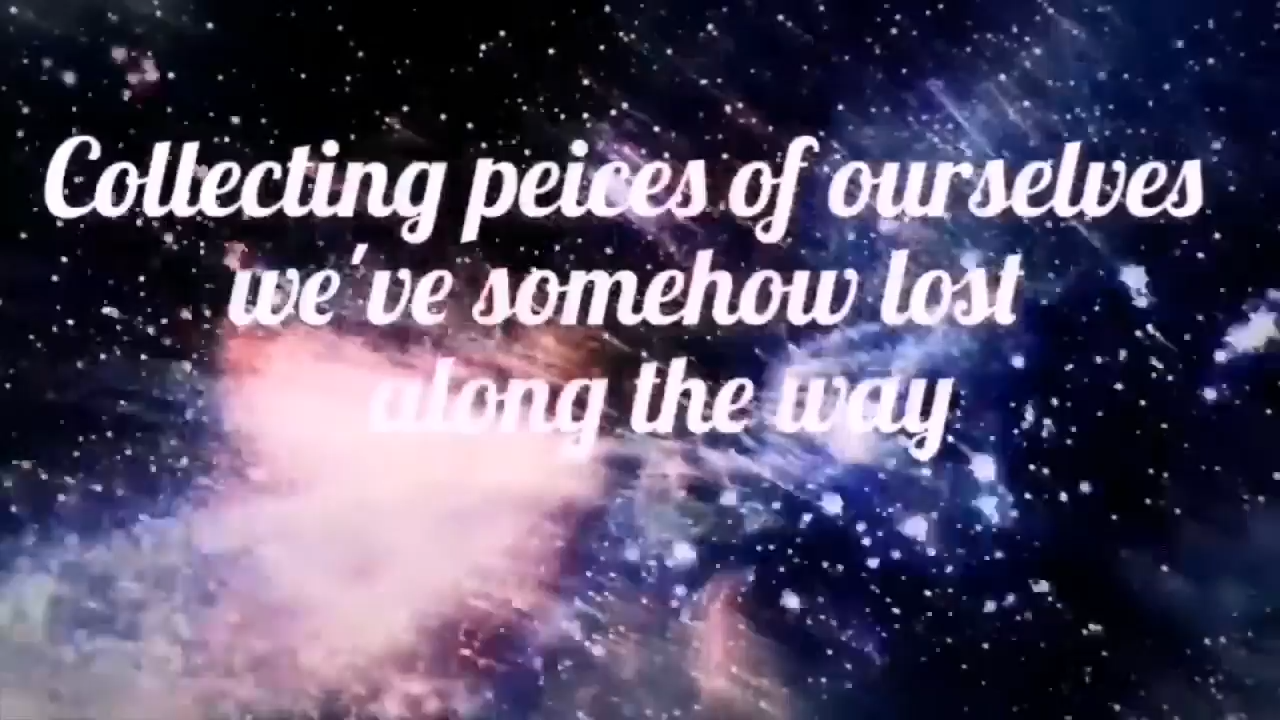 Collecting peices of ourselves
we've somehow lost
along the way